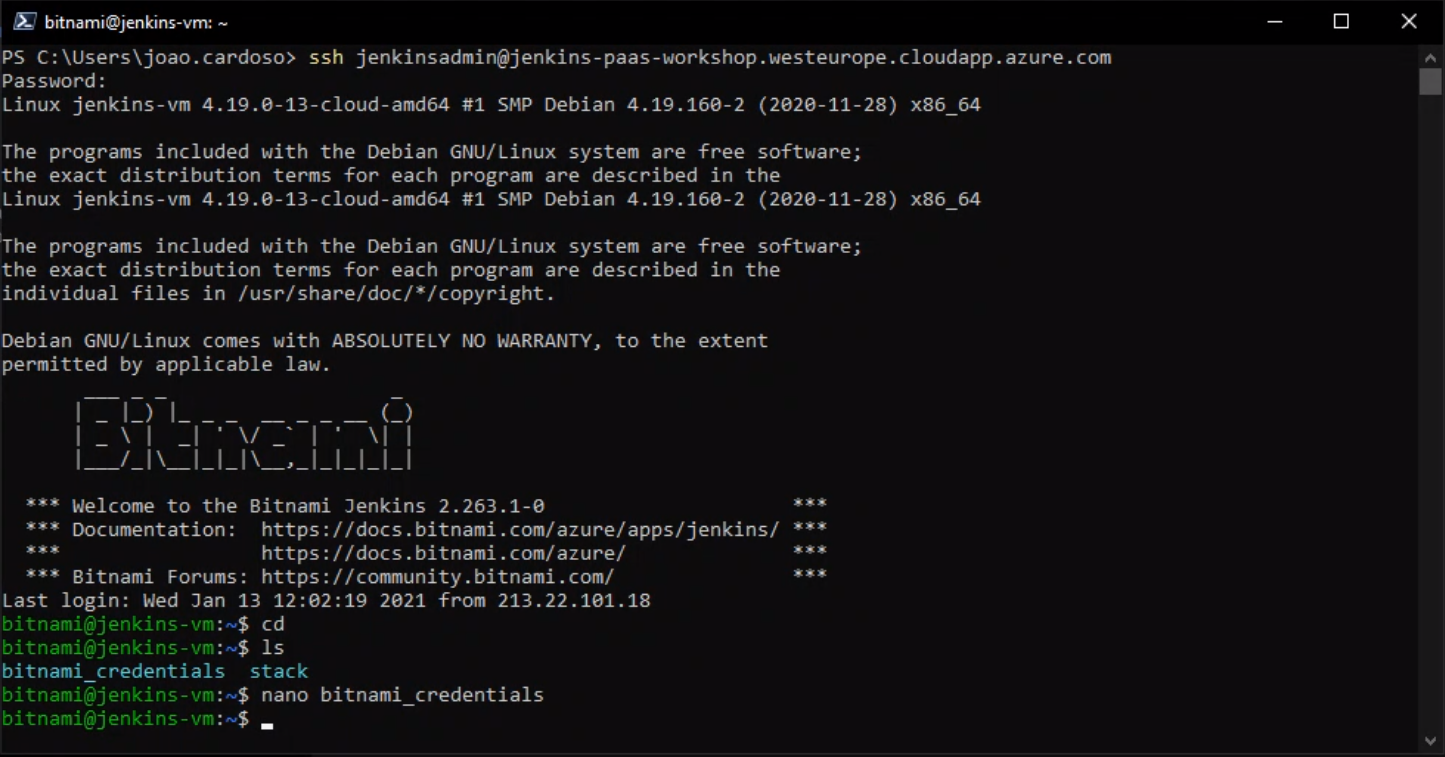 bitnami@jenkins-vm: ~
PS C:\Users\joao.cardoso> ssh jenkinsadmin@jenkins-paas-workshop.westeurope.cloudapp.azure.com
Password:
Linux jenkins-vm 4.19.0-13-cloud-amd64 #1 SMP Debian 4.19.160-2 (2020-11-28) x86_64
The programs included with the Debian GNU/Linux system are free software;
the exact distribution terms for each program are described in the
Linux jenkins-vm 4.19.0-13-cloud-amd64 #1 SMP Debian 4.19.160-2 (2020-11-28) x86_64
The programs included with the Debian GNU/Linux system are free software;
the exact distribution terms for each program are described in the
individual files in /usr/share/doc/*/copyright.
Debian GNU/Linux comes with ABSOLUTELY NO WARRANTY, to the extent
permitted by applicable law.
Bitnami
*** Welcome to the Bitnami Jenkins 2.263.1-0 ***
*** Documentation: https://docs.bitnami.com/azure/apps/jenkins/ ***
*** https://docs.bitnami.com/azure/ ***
*** Bitnami Forums: https://community.bitnami.com/ ***
Last login: Wed Jan 13 12:02:19 2021 from 213.22.101.18
bitnami@jenkins-vm:~$ cd
bitnami@jenkins-vm:~$ ls
bitnami_credentials stack
bitnami@jenkins-vm:~$ nano bitnami_credentials
bitnami@jenkins-vm:~$